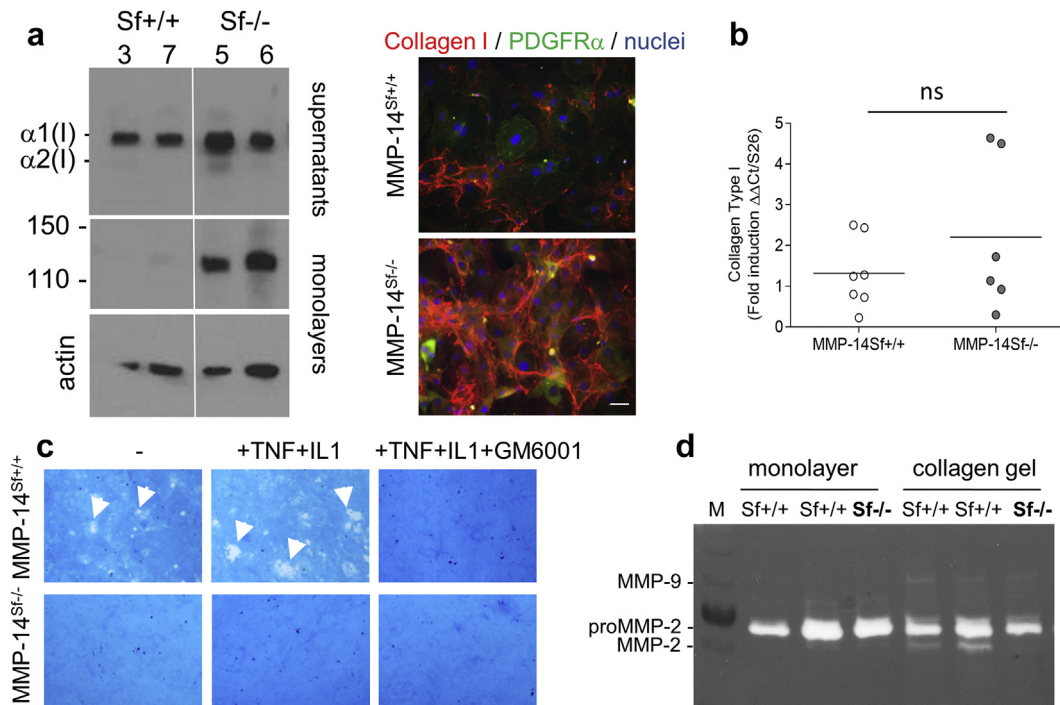 a
Sf+/+ Sf-/-
3 7 5 6
α1(I) -
α2(I) -
supernatants
150 -
110 -
monolayers
actin
Collagen I / PDGFRα / nuclei
MMP-14Sf+/+
MMP-14Sf-/-
b
ns
Collagen Type I
(Fold induction ΔΔCt/S26)
5
4
3
2
1
0
MMP-14Sf+/+ MMP-14Sf-/-
c
- +TNF+IL1 +TNF+IL1+GM6001
MMP-14Sf+/+
MMP-14Sf-/-
d
monolayer collagen gel
M Sf+/+ Sf+/+ Sf-/- Sf+/+ Sf+/+ Sf-/-
MMP-9 -
proMMP-2 -
MMP-2 -